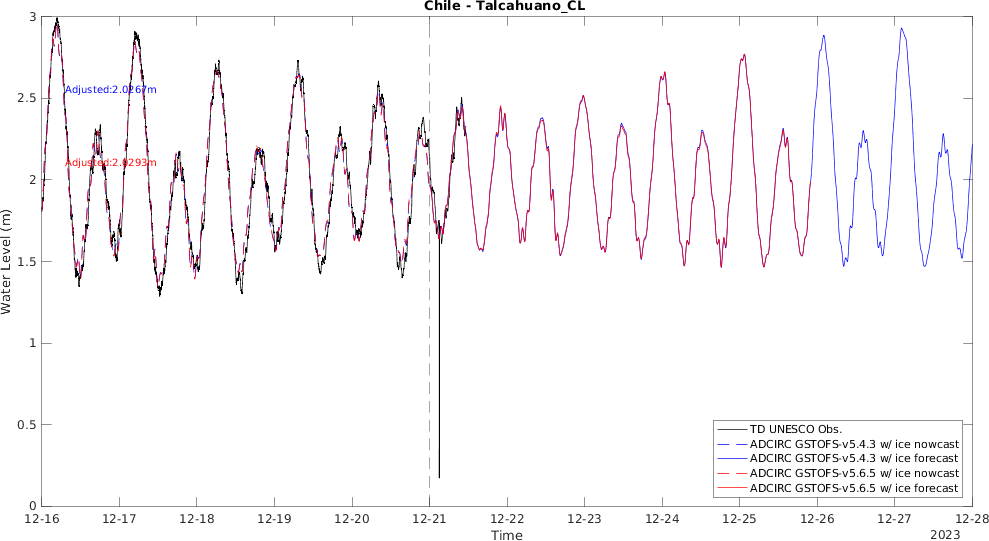 Chile - Talcahuano_CL
3
2.5
2
1.5
1
0.5
0
Water Level (m)
Adjusted:2.0267m
Adjusted:2.0293m
TD UNESCO Obs.
ADCIRC GSTOFS-v5.4.3 w/ ice nowcast
ADCIRC GSTOFS-v5.4.3 w/ ice forecast
ADCIRC GSTOFS-v5.6.5 w/ ice nowcast
ADCIRC GSTOFS-v5.6.5 w/ ice forecast
12-16 12-17 12-18 12-19 12-20 12-21 12-22 12-23 12-24 12-25 12-26 12-27 12-28
Time
2023